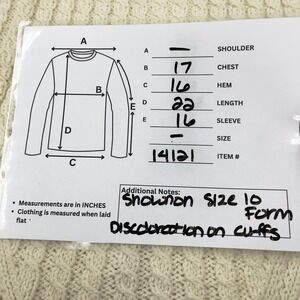 A — SHOULDER
B 17 CHEST
C 16 HEM
D 22 LENGTH
E 16 SLEEVE
— SIZE
14121 ITEM #
A
B
E
D
C
• Measurements are in INCHES
• Clothing is measured when laid
flat
Additional Notes:
Shown on Size 10
Form
Discoloration on cuffs